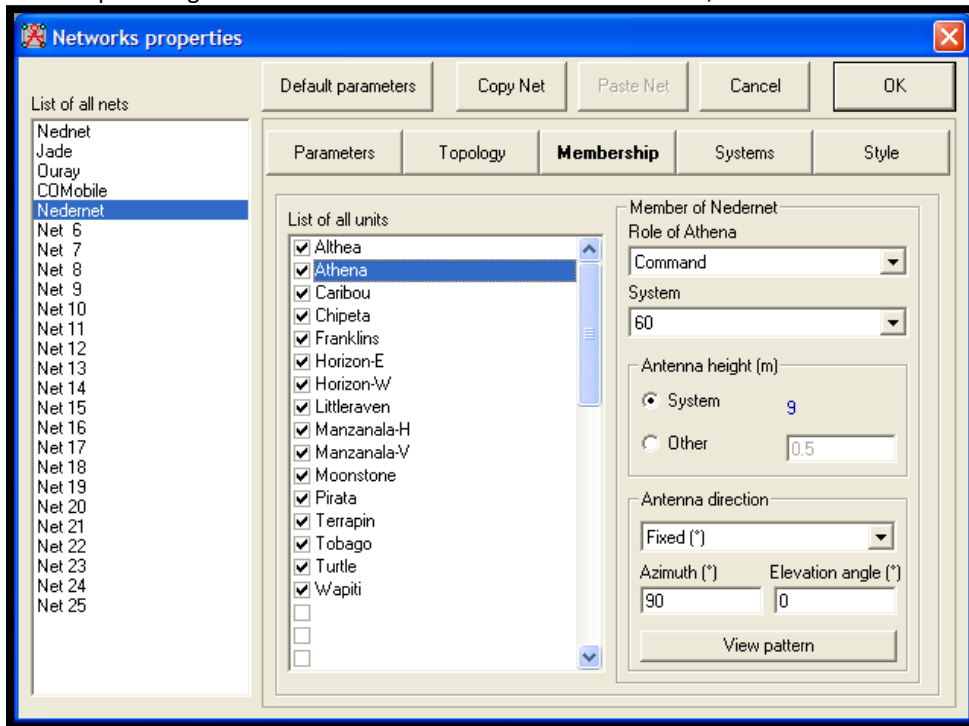 Networks properties
Default parameters
Copy Net
Paste Net
Cancel
OK
List of all nets
Nednet
Jade
Ouray
COMobile
Nedernet
Net 6
Net 7
Net 8
Net 9
Net 10
Net 11
Net 12
Net 13
Net 14
Net 15
Net 16
Net 17
Net 18
Net 19
Net 20
Net 21
Net 22
Net 23
Net 24
Net 25
Parameters
Topology
Membership
Systems
Style
List of all units
Althea
Athena
Caribou
Chipeta
Franklins
Horizon-E
Horizon-W
Littleraven
Manzanala-H
Manzanala-V
Moonstone
Pirata
Terrapin
Tobago
Turtle
Wapiti
Member of Nedernet
Role of Athena
Command
System
60
Antenna height (m)
System 9
Other 0.5
Antenna direction
Fixed (°)
Azimuth (°) Elevation angle (°)
90 0
View pattern